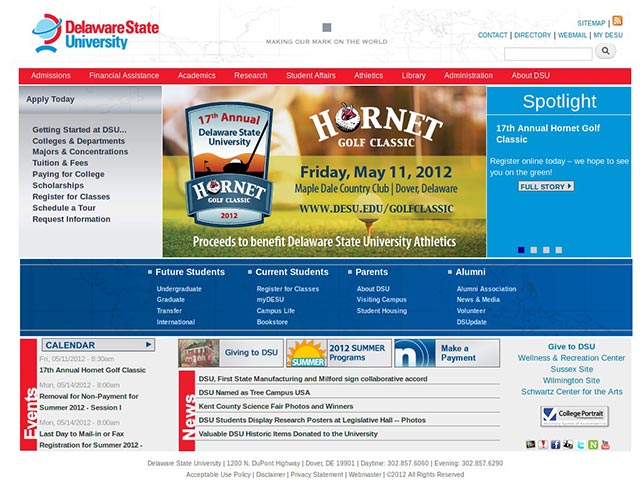 Delaware State
University
MAKING OUR MARK ON THE WORLD
SITEMAP |
CONTACT | DIRECTORY | WEBMAIL | MY DESU
Admissions Financial Assistance Academics Research Student Affairs Athletics Library Administration About DSU
Apply Today
Getting Started at DSU...
Colleges & Departments
Majors & Concentrations
Tuition & Fees
Paying for College
Scholarships
Register for Classes
Schedule a Tour
Request Information
17th Annual
Delaware State
University
HORNET
GOLF CLASSIC
2012
HORNET
GOLF CLASSIC
Friday, May 11, 2012
Maple Dale Country Club | Dover, Delaware
WWW.DESU.EDU/GOLFCLASSIC
Proceeds to benefit Delaware State University Athletics
Spotlight
17th Annual Hornet Golf
Classic
Register online today ~ we hope to see
you on the green!
FULL STORY
Future Students
Undergraduate
Graduate
Transfer
International
Current Students
Register for Classes
myDESU
Campus Life
Bookstore
Parents
About DSU
Visiting Campus
Student Housing
Alumni
Alumni Association
News & Media
Volunteer
DSUpdate
Events
CALENDAR
Fri, 05/11/2012 - 8:30am
17th Annual Hornet Golf Classic
Mon, 05/14/2012 - 8:00am
Removal for Non-Payment for
Summer 2012 - Session I
Mon, 05/14/2012 - 8:00am
Last Day to Mail-in or Fax
Registration for Summer 2012 -
Giving to DSU
SUMMER
2012 SUMMER
Programs
n
Make a
Payment
News
DSU, First State Manufacturing and Milford sign collaborative accord
DSU Named as Tree Campus USA
Kent County Science Fair Photos and Winners
DSU Students Display Research Posters at Legislative Hall -- Photos
Valuable DSU Historic Items Donated to the University
Give to DSU
Wellness & Recreation Center
Sussex Site
Wilmington Site
Schwartz Center for the Arts
College Portrait
Delaware State University | 1200 N. DuPont Highway | Dover, DE 19901 | Daytime: 302.857.6060 | Evening: 302.857.6290
Acceptable Use Policy | Disclaimer | Privacy Statement | Webmaster | ©2012 All Rights Reserved